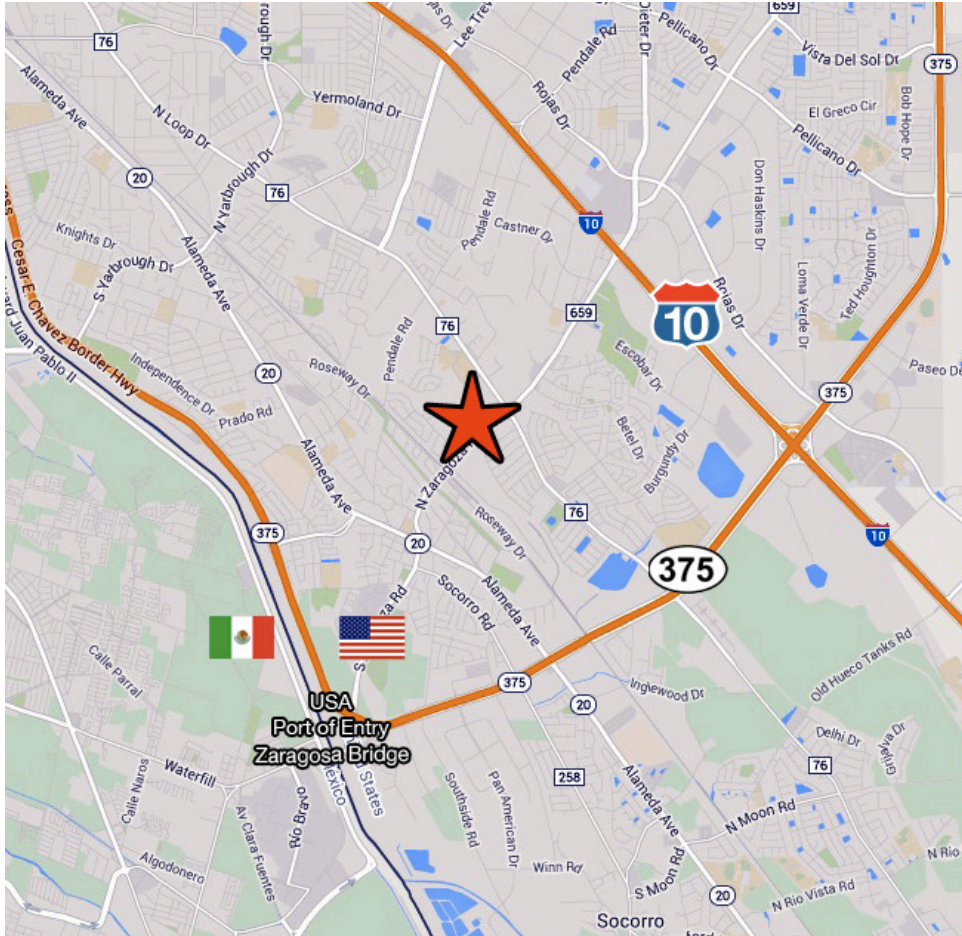 659
76
Lee Trev
Dieter Dr
Pendale Rd
Pellicano Dr
Vista Del Sol Dr
375
Alameda Ave
N Loop Dr
Yermoland Dr
Rojas Dr
El Greco Cir
Bob Hope Dr
Pellicano Dr
20
76
N Yarbrough Dr
Don Haskins Dr
Knights Dr
Pendale Rd
Castner Dr
10
S Yarbrough Dr
Alameda Ave
Ted Houghton Dr
Loma Verde Dr
Rojas Dr
Cesar E Chavez Border Hwy
Juan Pablo II
659
10
76
Pendale Rd
Independence Dr
Roseway Dr
Escobar Dr
Paseo De
20
Prado Rd
375
Betel Dr
Burgundy Dr
Alameda Ave
N Zaragoza
375
20
Roseway Dr
76
10
375
Socorro Rd
Alameda Ave
Calle Parral
375
Old Hueco Tanks Rd
Inglewood Dr
20
USA
Port of Entry
Zaragosa Bridge
Delhi Dr
Waterfill
México
States
258
76
Calle Naros
Av Clara Fuentes
Southside Rd
Pan American Dr
Alameda Ave
N Moon Rd
Algodonero
Winn Rd
S Moon Rd
20
N Rio
N Rio Vista Rd
Socorro